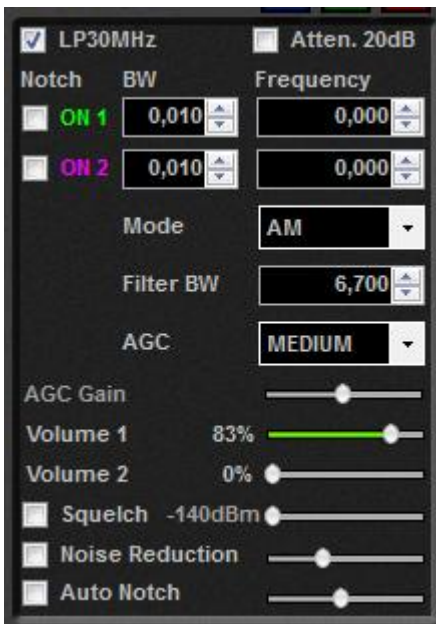 LP30MHz Atten. 20dB
Notch BW Frequency
ON 1 0,010 0,000
ON 2 0,010 0,000
Mode AM
Filter BW 6,700
AGC MEDIUM
AGC Gain
Volume 1 83%
Volume 2 0%
Squelch -140dBm
Noise Reduction
Auto Notch